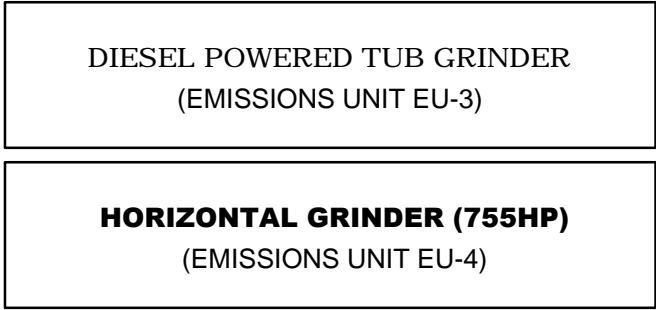 DIESEL POWERED TUB GRINDER
(EMISSIONS UNIT EU-3)
HORIZONTAL GRINDER (755HP)
(EMISSIONS UNIT EU-4)